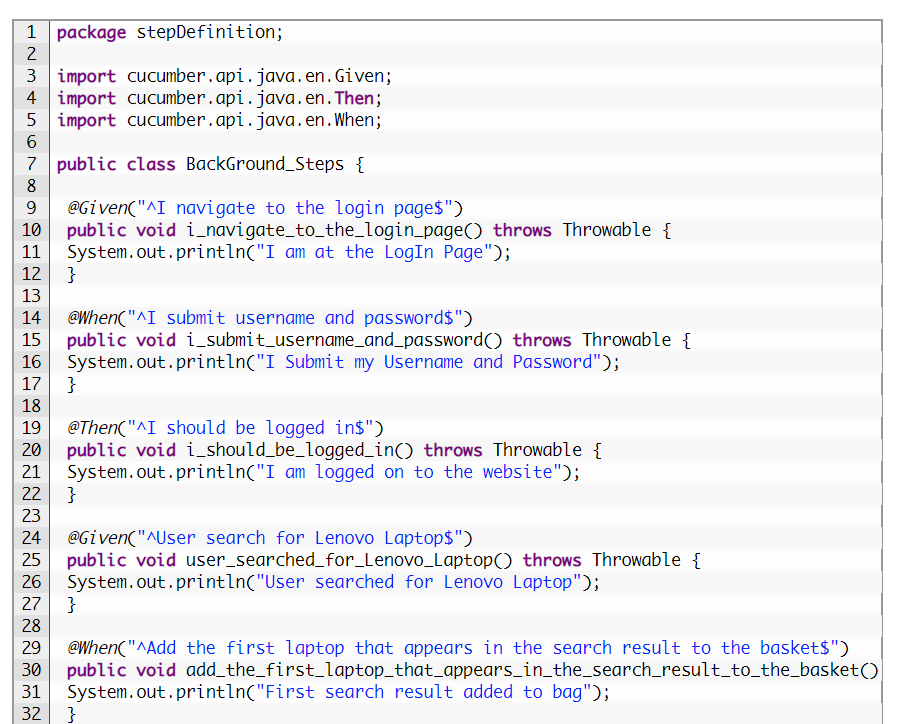 1 package stepDefinition;
2
3 import cucumber.api.java.en.Given;
4 import cucumber.api.java.en.Then;
5 import cucumber.api.java.en.When;
6
7 public class BackGround_Steps {
8
9 @Given("^I navigate to the login page$")
10 public void i_navigate_to_the_login_page() throws Throwable {
11 System.out.println("I am at the LogIn Page");
12 }
13
14 @When("^I submit username and password$")
15 public void i_submit_username_and_password() throws Throwable {
16 System.out.println("I Submit my Username and Password");
17 }
18
19 @Then("^I should be logged in$")
20 public void i_should_be_logged_in() throws Throwable {
21 System.out.println("I am logged on to the website");
22 }
23
24 @Given("^User search for Lenovo Laptop$")
25 public void user_searched_for_Lenovo_Laptop() throws Throwable {
26 System.out.println("User searched for Lenovo Laptop");
27 }
28
29 @When("^Add the first laptop that appears in the search result to the basket$")
30 public void add_the_first_laptop_that_appears_in_the_search_result_to_the_basket()
31 System.out.println("First search result added to bag");
32 }